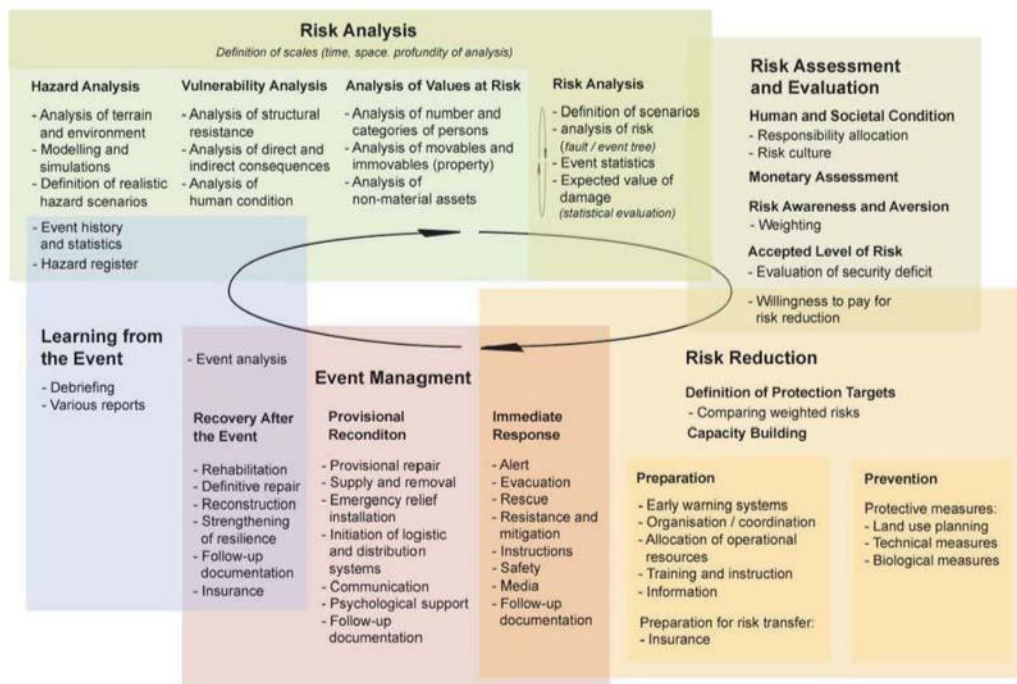 Risk Analysis
Definition of scales (time, space. profundity of analysis)
Hazard Analysis
- Analysis of terrain
and environment
- Modelling and
simulations
- Definition of realistic
hazard scenarios
- Event history
and statistics
- Hazard register
Vulnerability Analysis
- Analysis of structural
resistance
- Analysis of direct and
indirect consequences
- Analysis of
human condition
Analysis of Values at Risk
- Analysis of number and
categories of persons
- Analysis of movables and
immovables (property)
- Analysis of
non-material assets
Risk Analysis
- Definition of scenarios
- analysis of risk
(fault / event tree)
- Event statistics
- Expected value of
damage
(statistical evaluation)
Risk Assessment
and Evaluation
Human and Societal Condition
- Responsibility allocation
- Risk culture
Monetary Assessment
Risk Awareness and Aversion
- Weighting
Accepted Level of Risk
- Evaluation of security deficit
- Willingness to pay for
risk reduction
Learning from
the Event
- Debriefing
- Various reports
- Event analysis
Recovery After
the Event
- Rehabilitation
- Definitive repair
- Reconstruction
- Strengthening
of resilience
- Follow-up
documentation
- Insurance
Event Managment
Provisional
Reconditon
- Provisional repair
- Supply and removal
- Emergency relief
installation
- Initiation of logistic
and distribution
systems
- Communication
- Psychological support
- Follow-up
documentation
Immediate
Response
- Alert
- Evacuation
- Rescue
- Resistance and
mitigation
- Instructions
- Safety
- Media
- Follow-up
documentation
Risk Reduction
Definition of Protection Targets
- Comparing weighted risks
Capacity Building
Preparation
- Early warning systems
- Organisation / coordination
- Allocation of operational
resources
- Training and instruction
- Information
Preparation for risk transfer:
- Insurance
Prevention
Protective measures:
- Land use planning
- Technical measures
- Biological measures